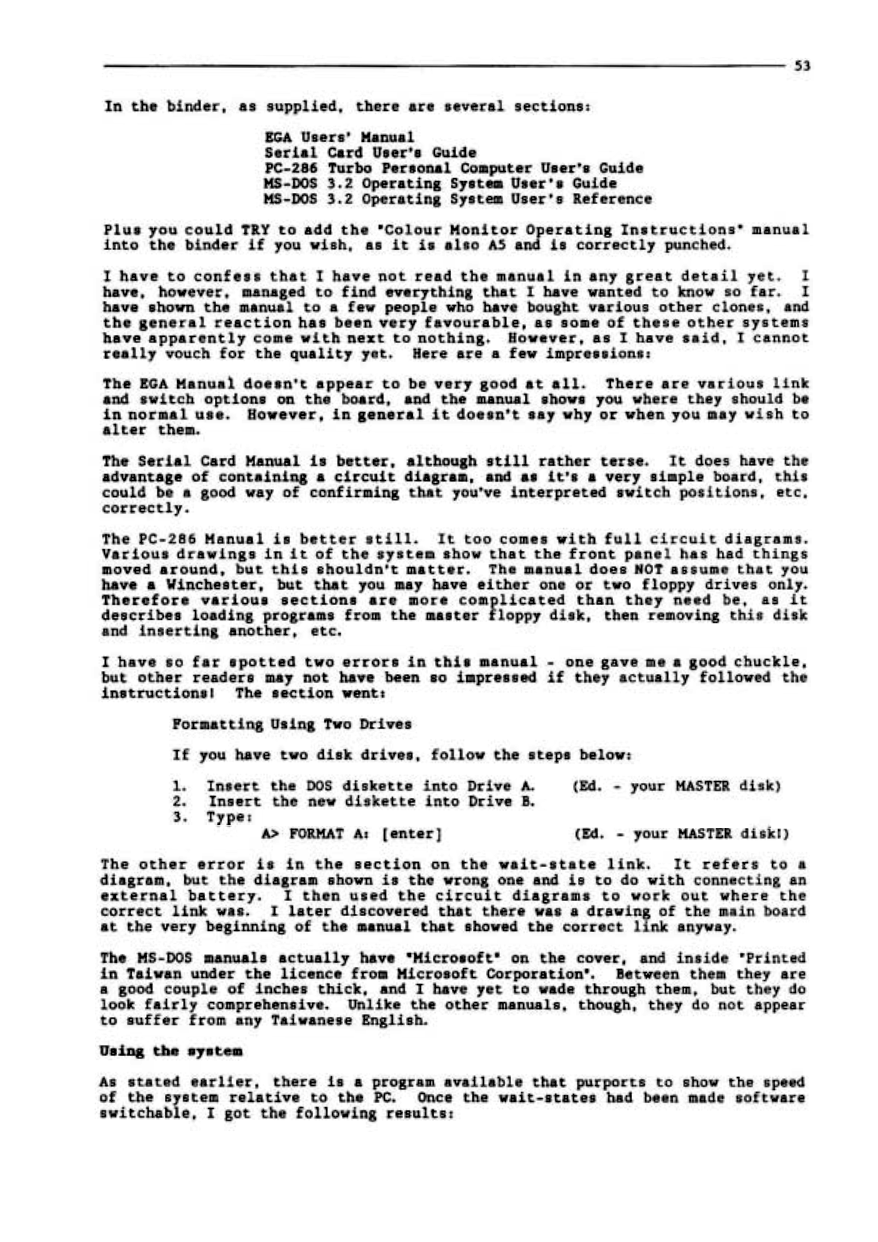 53
In the binder, as supplied, there are several sections:
EGA Users' Manual
Serial Card User's Guide
PC-286 Turbo Personal Computer User's Guide
MS-DOS 3.2 Operating System User's Guide
MS-DOS 3.2 Operating System User's Reference
Plus you could TRY to add the "Colour Monitor Operating Instructions" manual
into the binder if you wish, as it is also A5 and is correctly punched.
I have to confess that I have not read the manual in any great detail yet. I
have, however, managed to find everything that I have wanted to know so far. I
have shown the manual to a few people who have bought various other clones, and
the general reaction has been very favourable, as some of these other systems
have apparently come with next to nothing. However, as I have said, I cannot
really vouch for the quality yet. Here are a few impressions:
The EGA Manual doesn't appear to be very good at all. There are various link
and switch options on the board, and the manual shows you where they should be
in normal use. However, in general it doesn't say why or when you may wish to
alter them.
The Serial Card Manual is better, although still rather terse. It does have the
advantage of containing a circuit diagram, and as it's a very simple board, this
could be a good way of confirming that you've interpreted switch positions, etc,
correctly.
The PC-286 Manual is better still. It too comes with full circuit diagrams.
Various drawings in it of the system show that the front panel has had things
moved around, but this shouldn't matter. The manual does NOT assume that you
have a Winchester, but that you may have either one or two floppy drives only.
Therefore various sections are more complicated than they need be, as it
describes loading programs from the master floppy disk, then removing this disk
and inserting another, etc.
I have so far spotted two errors in this manual - one gave me a good chuckle,
but other readers may not have been so impressed if they actually followed the
instructions! The section went:
Formatting Using Two Drives
If you have two disk drives, follow the steps below:
1. Insert the DOS diskette into Drive A. (Ed. - your MASTER disk)
2. Insert the new diskette into Drive B.
3. Type:
A> FORMAT A: [enter] (Ed. - your MASTER disk!)
The other error is in the section on the wait-state link. It refers to a
diagram, but the diagram shown is the wrong one and is to do with connecting an
external battery. I then used the circuit diagrams to work out where the
correct link was. I later discovered that there was a drawing of the main board
at the very beginning of the manual that showed the correct link anyway.
The MS-DOS manuals actually have "Microsoft" on the cover, and inside "Printed
in Taiwan under the licence from Microsoft Corporation". Between them they are
a good couple of inches thick, and I have yet to wade through them, but they do
look fairly comprehensive. Unlike the other manuals, though, they do not appear
to suffer from any Taiwanese English.
Using the system
As stated earlier, there is a program available that purports to show the speed
of the system relative to the PC. Once the wait-states had been made software
switchable, I got the following results: